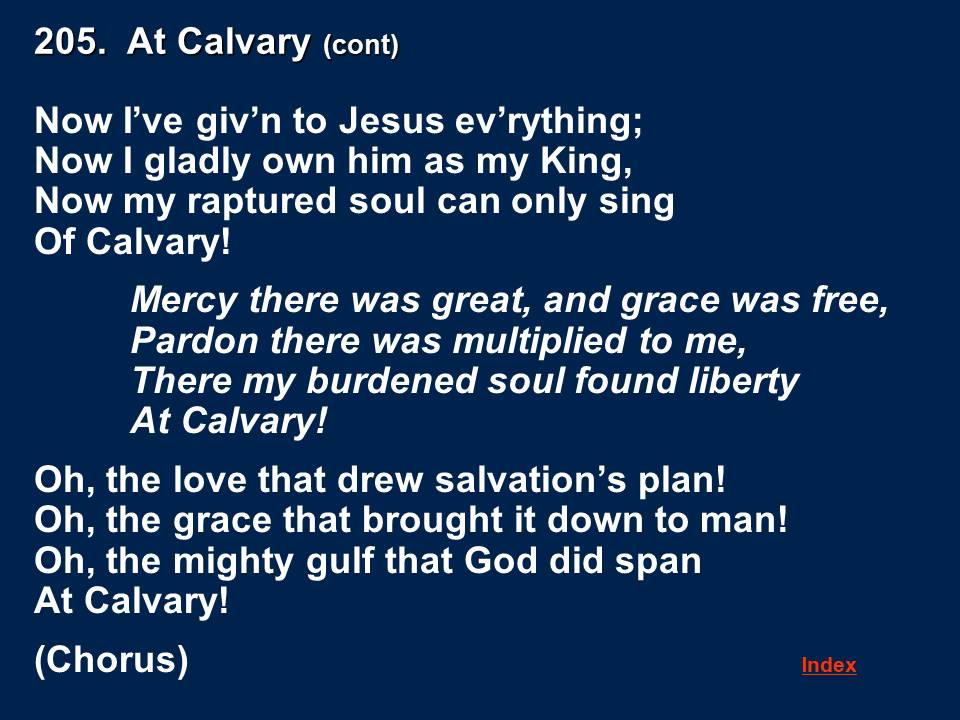 205. At Calvary (cont)
Now I’ve giv’n to Jesus ev’rything;
Now I gladly own him as my King,
Now my raptured soul can only sing
Of Calvary!
Mercy there was great, and grace was free,
Pardon there was multiplied to me,
There my burdened soul found liberty
At Calvary!
Oh, the love that drew salvation’s plan!
Oh, the grace that brought it down to man!
Oh, the mighty gulf that God did span
At Calvary!
(Chorus)
Index